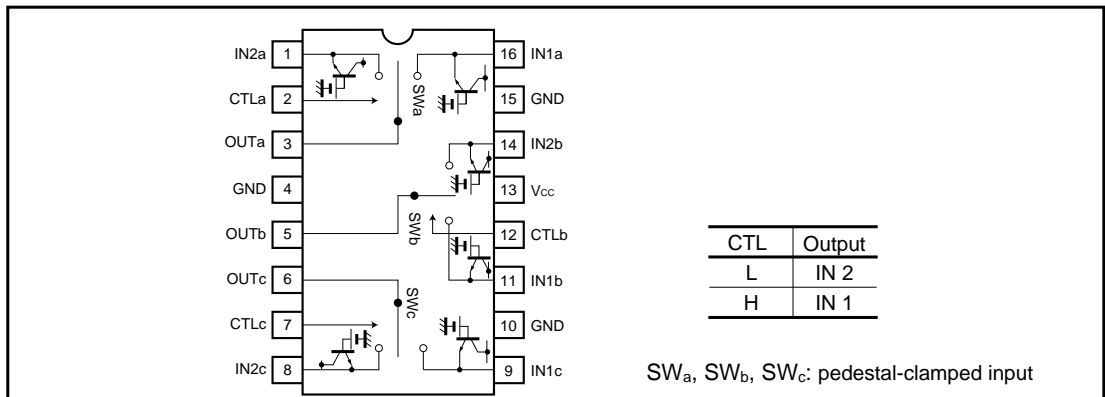 IN2a 1
CTLa 2
OUTa 3
GND 4
OUTb 5
OUTc 6
CTLc 7
IN2c 8
SWa
SWb
SWc
16 IN1a
15 GND
14 IN2b
13 Vcc
12 CTLb
11 IN1b
10 GND
9 IN1c
CTL Output
L IN 2
H IN 1
SWa, SWb, SWc: pedestal-clamped input